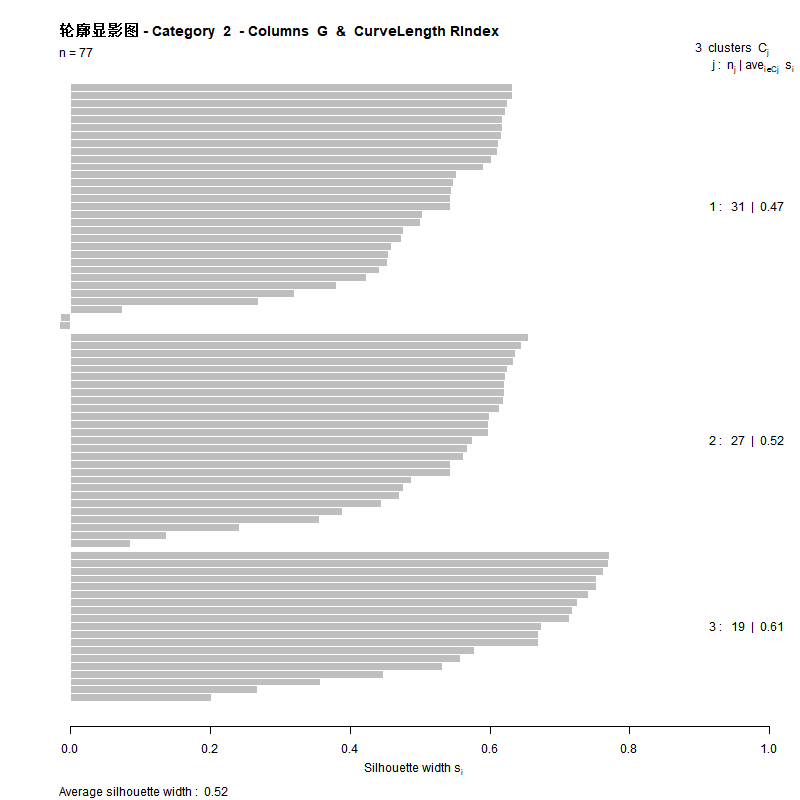 轮廓显影图 - Category 2 - Columns G & CurveLength RIndex
n = 77
3 clusters Cj
j : nj | avei∈Cj si
1 : 31 | 0.47
2 : 27 | 0.52
3 : 19 | 0.61
0.0 0.2 0.4 0.6 0.8 1.0
Silhouette width si
Average silhouette width : 0.52